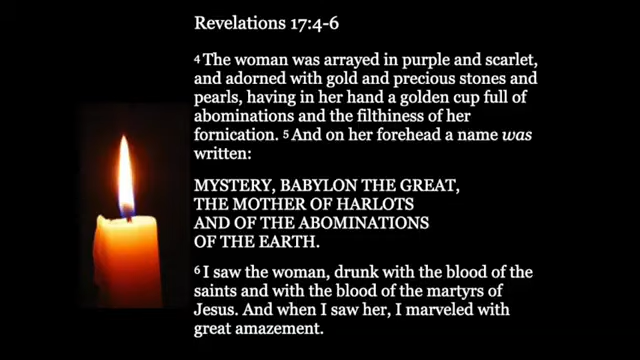 Revelations 17:4-6
4 The woman was arrayed in purple and scarlet,
and adorned with gold and precious stones and
pearls, having in her hand a golden cup full of
abominations and the filthiness of her
fornication. 5 And on her forehead a name was
written:
MYSTERY, BABYLON THE GREAT,
THE MOTHER OF HARLOTS
AND OF THE ABOMINATIONS
OF THE EARTH.
6 I saw the woman, drunk with the blood of the
saints and with the blood of the martyrs of
Jesus. And when I saw her, I marveled with
great amazement.